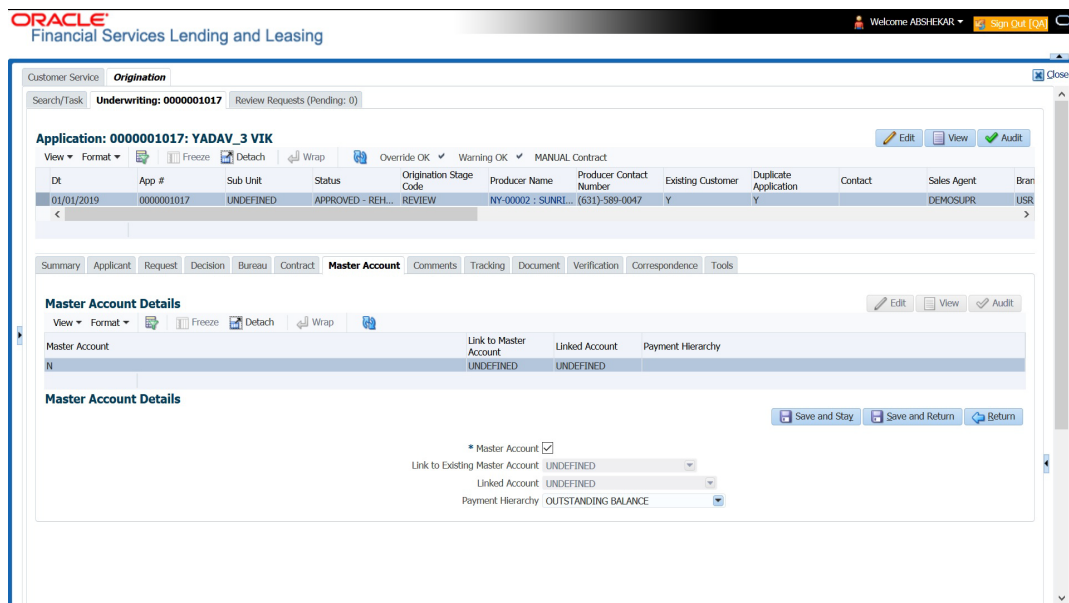 ORACLE®
Financial Services Lending and Leasing
Welcome ABSHEKAR
Sign Out [QA]
Customer Service Origination
Close
Search/Task Underwriting: 0000001017 Review Requests (Pending: 0)
Application: 0000001017: YADAV_3 VIK
Edit View Audit
View Format Freeze Detach Wrap Override OK Warning OK MANUAL Contract
Dt App # Sub Unit Status Origination Stage Code Producer Name Producer Contact Number Existing Customer Duplicate Application Contact Sales Agent Bran
01/01/2019 0000001017 UNDEFINED APPROVED - REH... REVIEW NY-00002 : SUNRI... (631)-589-0047 Y Y DEMOSUPR USR
Summary Applicant Request Decision Bureau Contract Master Account Comments Tracking Document Verification Correspondence Tools
Master Account Details
Edit View Audit
View Format Freeze Detach Wrap
Master Account Link to Master Account Linked Account Payment Hierarchy
N UNDEFINED UNDEFINED
Master Account Details
Save and Stay Save and Return Return
* Master Account
Link to Existing Master Account UNDEFINED
Linked Account UNDEFINED
Payment Hierarchy OUTSTANDING BALANCE